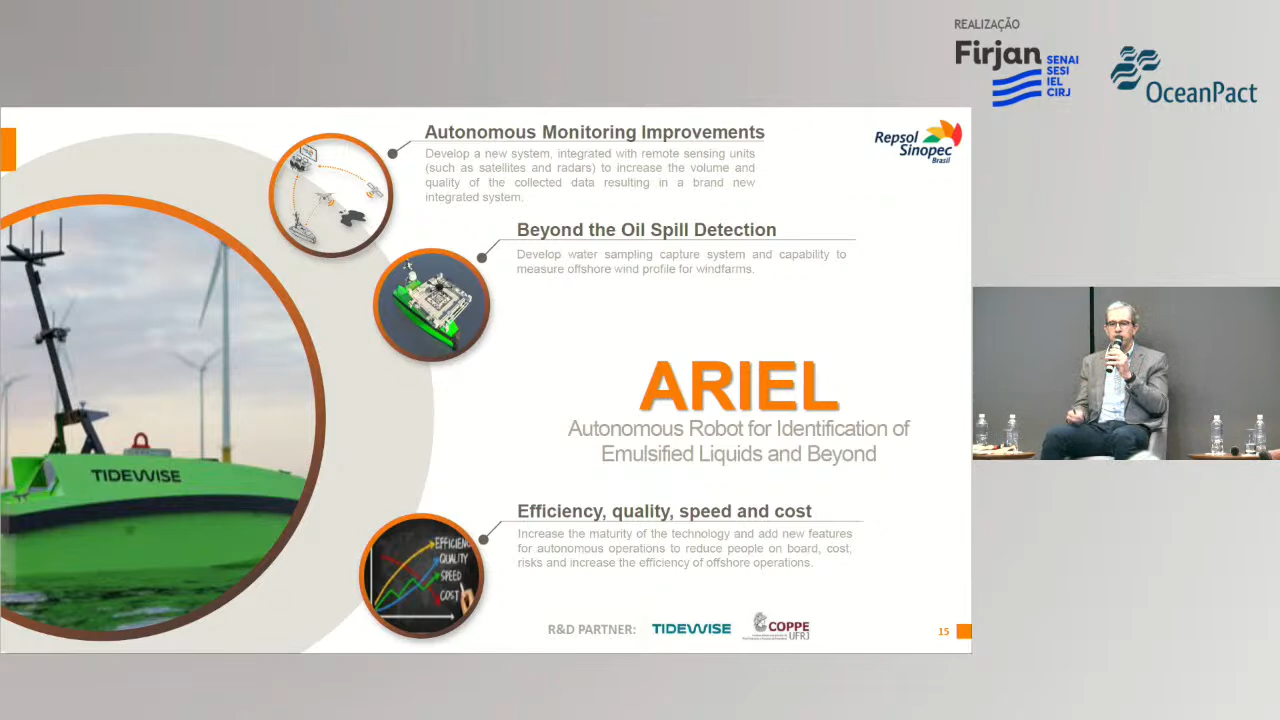 REALIZAÇÃO
Firjan
SENAI
SESI
IEL
CIRJ
OceanPact
Autonomous Monitoring Improvements
Develop a new system, integrated with remote sensing units
(such as satellites and radars) to increase the volume and
quality of the collected data resulting in a brand new
integrated system.
Repsol
Sinopec
Brasil
Beyond the Oil Spill Detection
Develop water sampling capture system and capability to
measure offshore wind profile for windfarms.
TIDEWISE
ARIEL
Autonomous Robot for Identification of
Emulsified Liquids and Beyond
Efficiency, quality, speed and cost
Increase the maturity of the technology and add new features
for autonomous operations to reduce people on board, cost,
risks and increase the efficiency of offshore operations.
QUALITY
SPEED
COST
R&D PARTNER:
TIDEWISE
COPPE
UFRJ
15